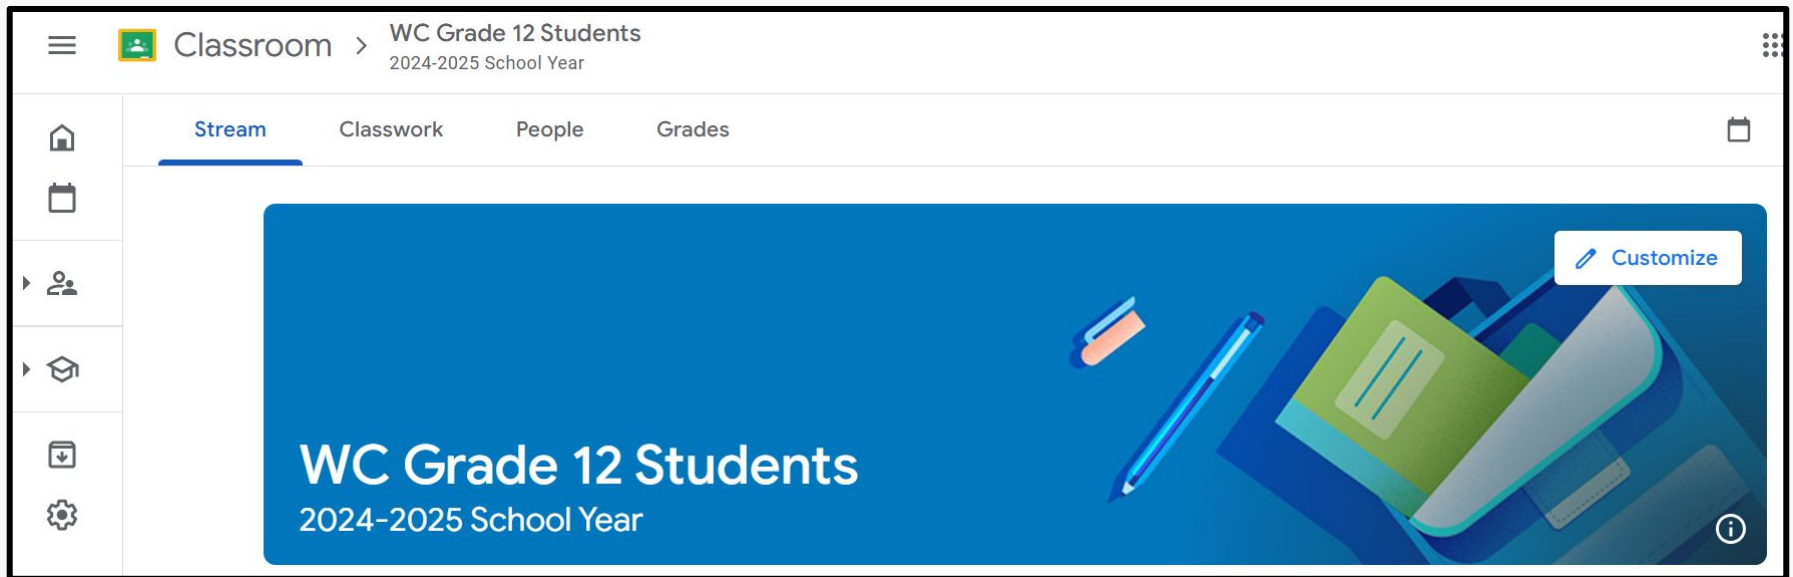 Classroom
WC Grade 12 Students
2024-2025 School Year
Stream
Classwork
People
Grades
Customize
WC Grade 12 Students
2024-2025 School Year